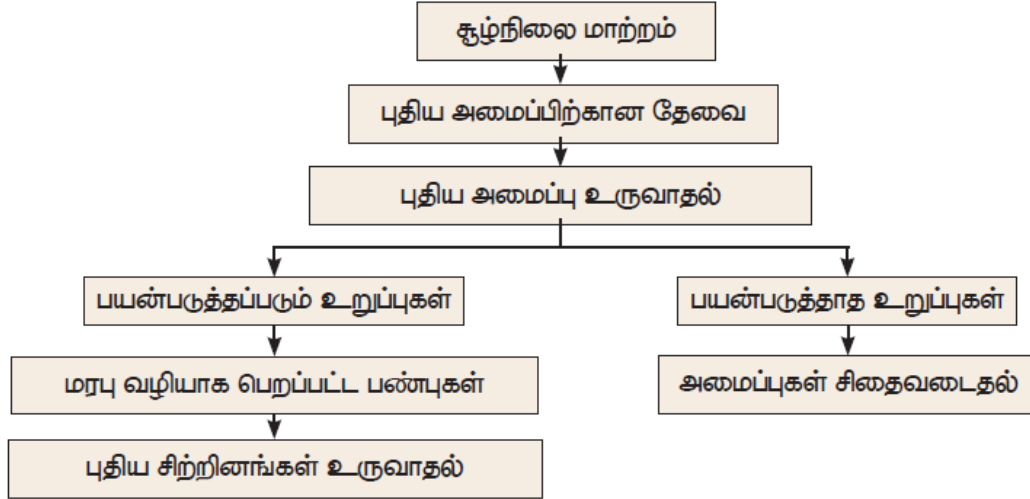 சூழ்நிலை மாற்றம்
புதிய அமைப்பிற்கான தேவை
புதிய அமைப்பு உருவாதல்
பயன்படுத்தப்படும் உறுப்புகள்
பயன்படுத்தாத உறுப்புகள்
மரபு வழியாக பெறப்பட்ட பண்புகள்
அமைப்புகள் சிதைவடைதல்
புதிய சிற்றினங்கள் உருவாதல்